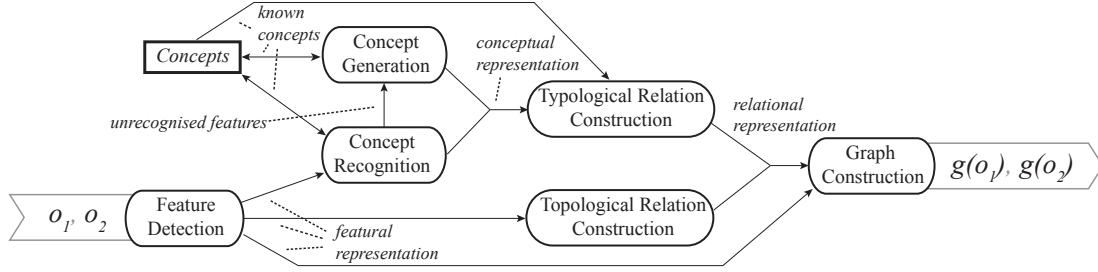 known
concepts
Concepts
Concept
Generation
conceptual
representation
Typological Relation
Construction
relational
representation
unrecognised features
Concept
Recognition
Graph
Construction
g(o₁), g(o₂)
o₁, o₂
Feature
Detection
featural
representation
Topological Relation
Construction